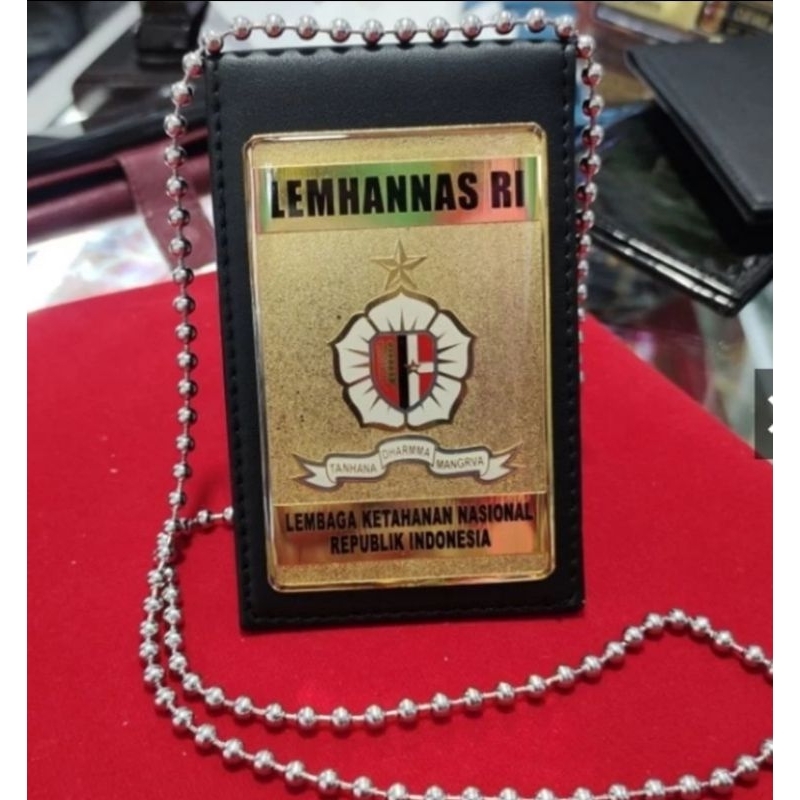 LEMHANNAS RI
TANHANA DHARMMA MANGRVA
LEMBAGA KETAHANAN NASIONAL
REPUBLIK INDONESIA